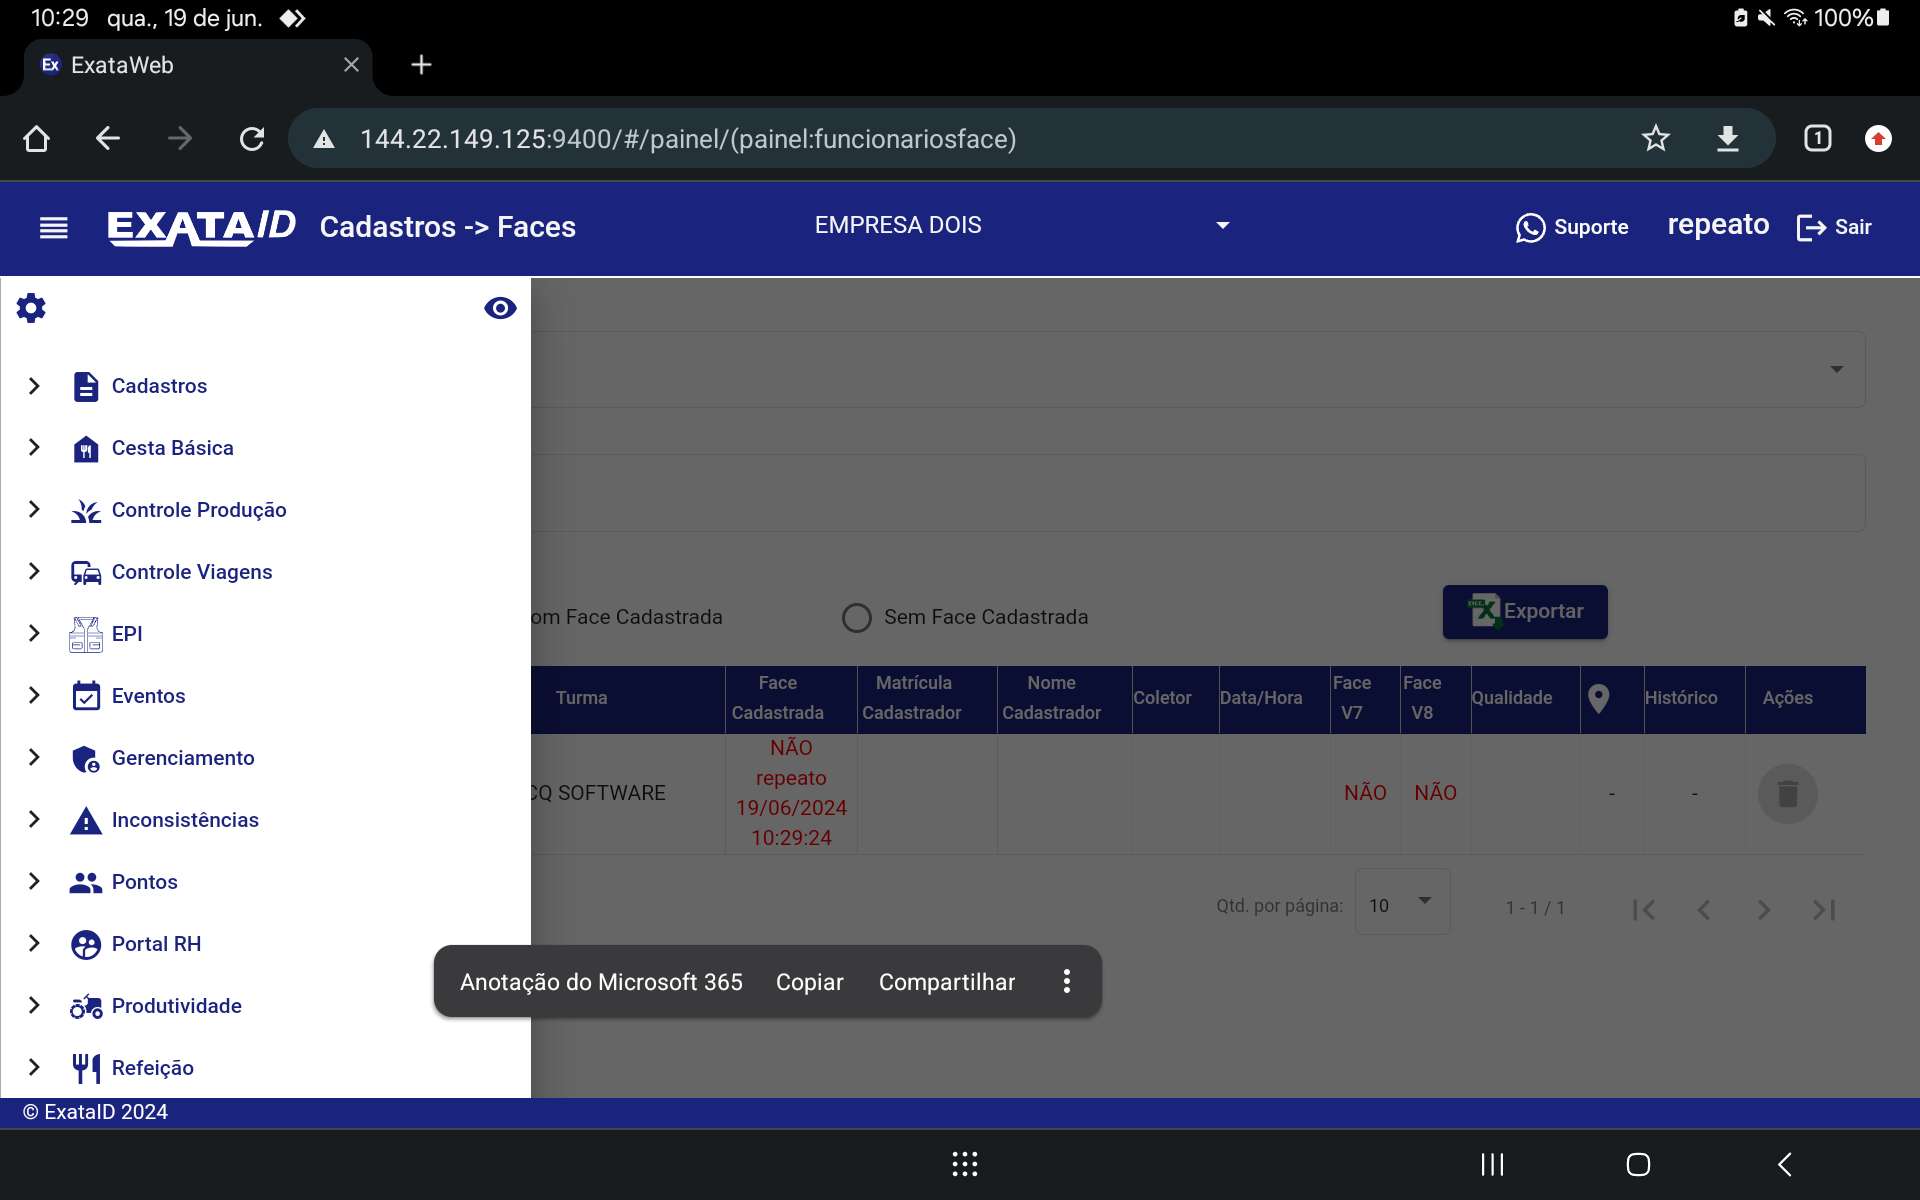 10:29 qua., 19 de jun.
100%
Ex ExataWeb
144.22.149.125:9400/#/painel/(painel:funcionariosface)
1
EXATA ID Cadastros -> Faces
EMPRESA DOIS
Suporte
repeato
Sair
Cadastros
Cesta Básica
Controle Produção
Controle Viagens
EPI
Eventos
Gerenciamento
Inconsistências
Pontos
Portal RH
Produtividade
Refeição
om Face Cadastrada
Sem Face Cadastrada
Exportar
Turma
Face Cadastrada
Matrícula Cadastrador
Nome Cadastrador
Coletor
Data/Hora
Face V7
Face V8
Qualidade
Histórico
Ações
CQ SOFTWARE
NÃO
repeato
19/06/2024
10:29:24
NÃO
NÃO
-
-
Qtd. por página:
10
1 - 1 / 1
Anotação do Microsoft 365
Copiar
Compartilhar
© ExataID 2024